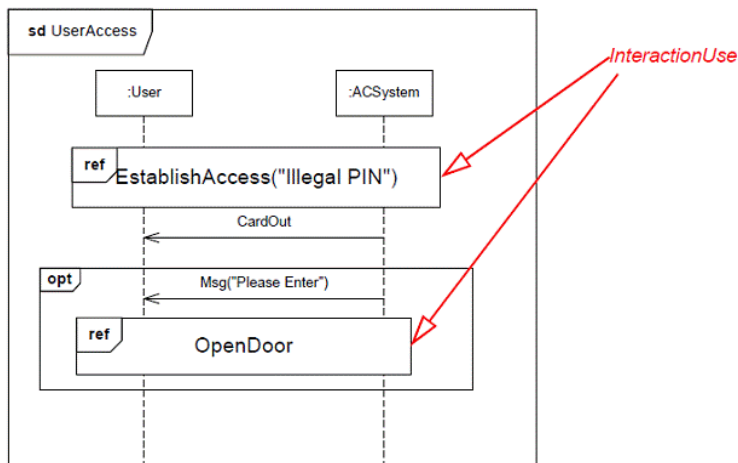 sd UserAccess
InteractionUse
:User
:ACSystem
ref
EstablishAccess("Illegal PIN")
CardOut
opt
Msg("Please Enter")
ref
OpenDoor